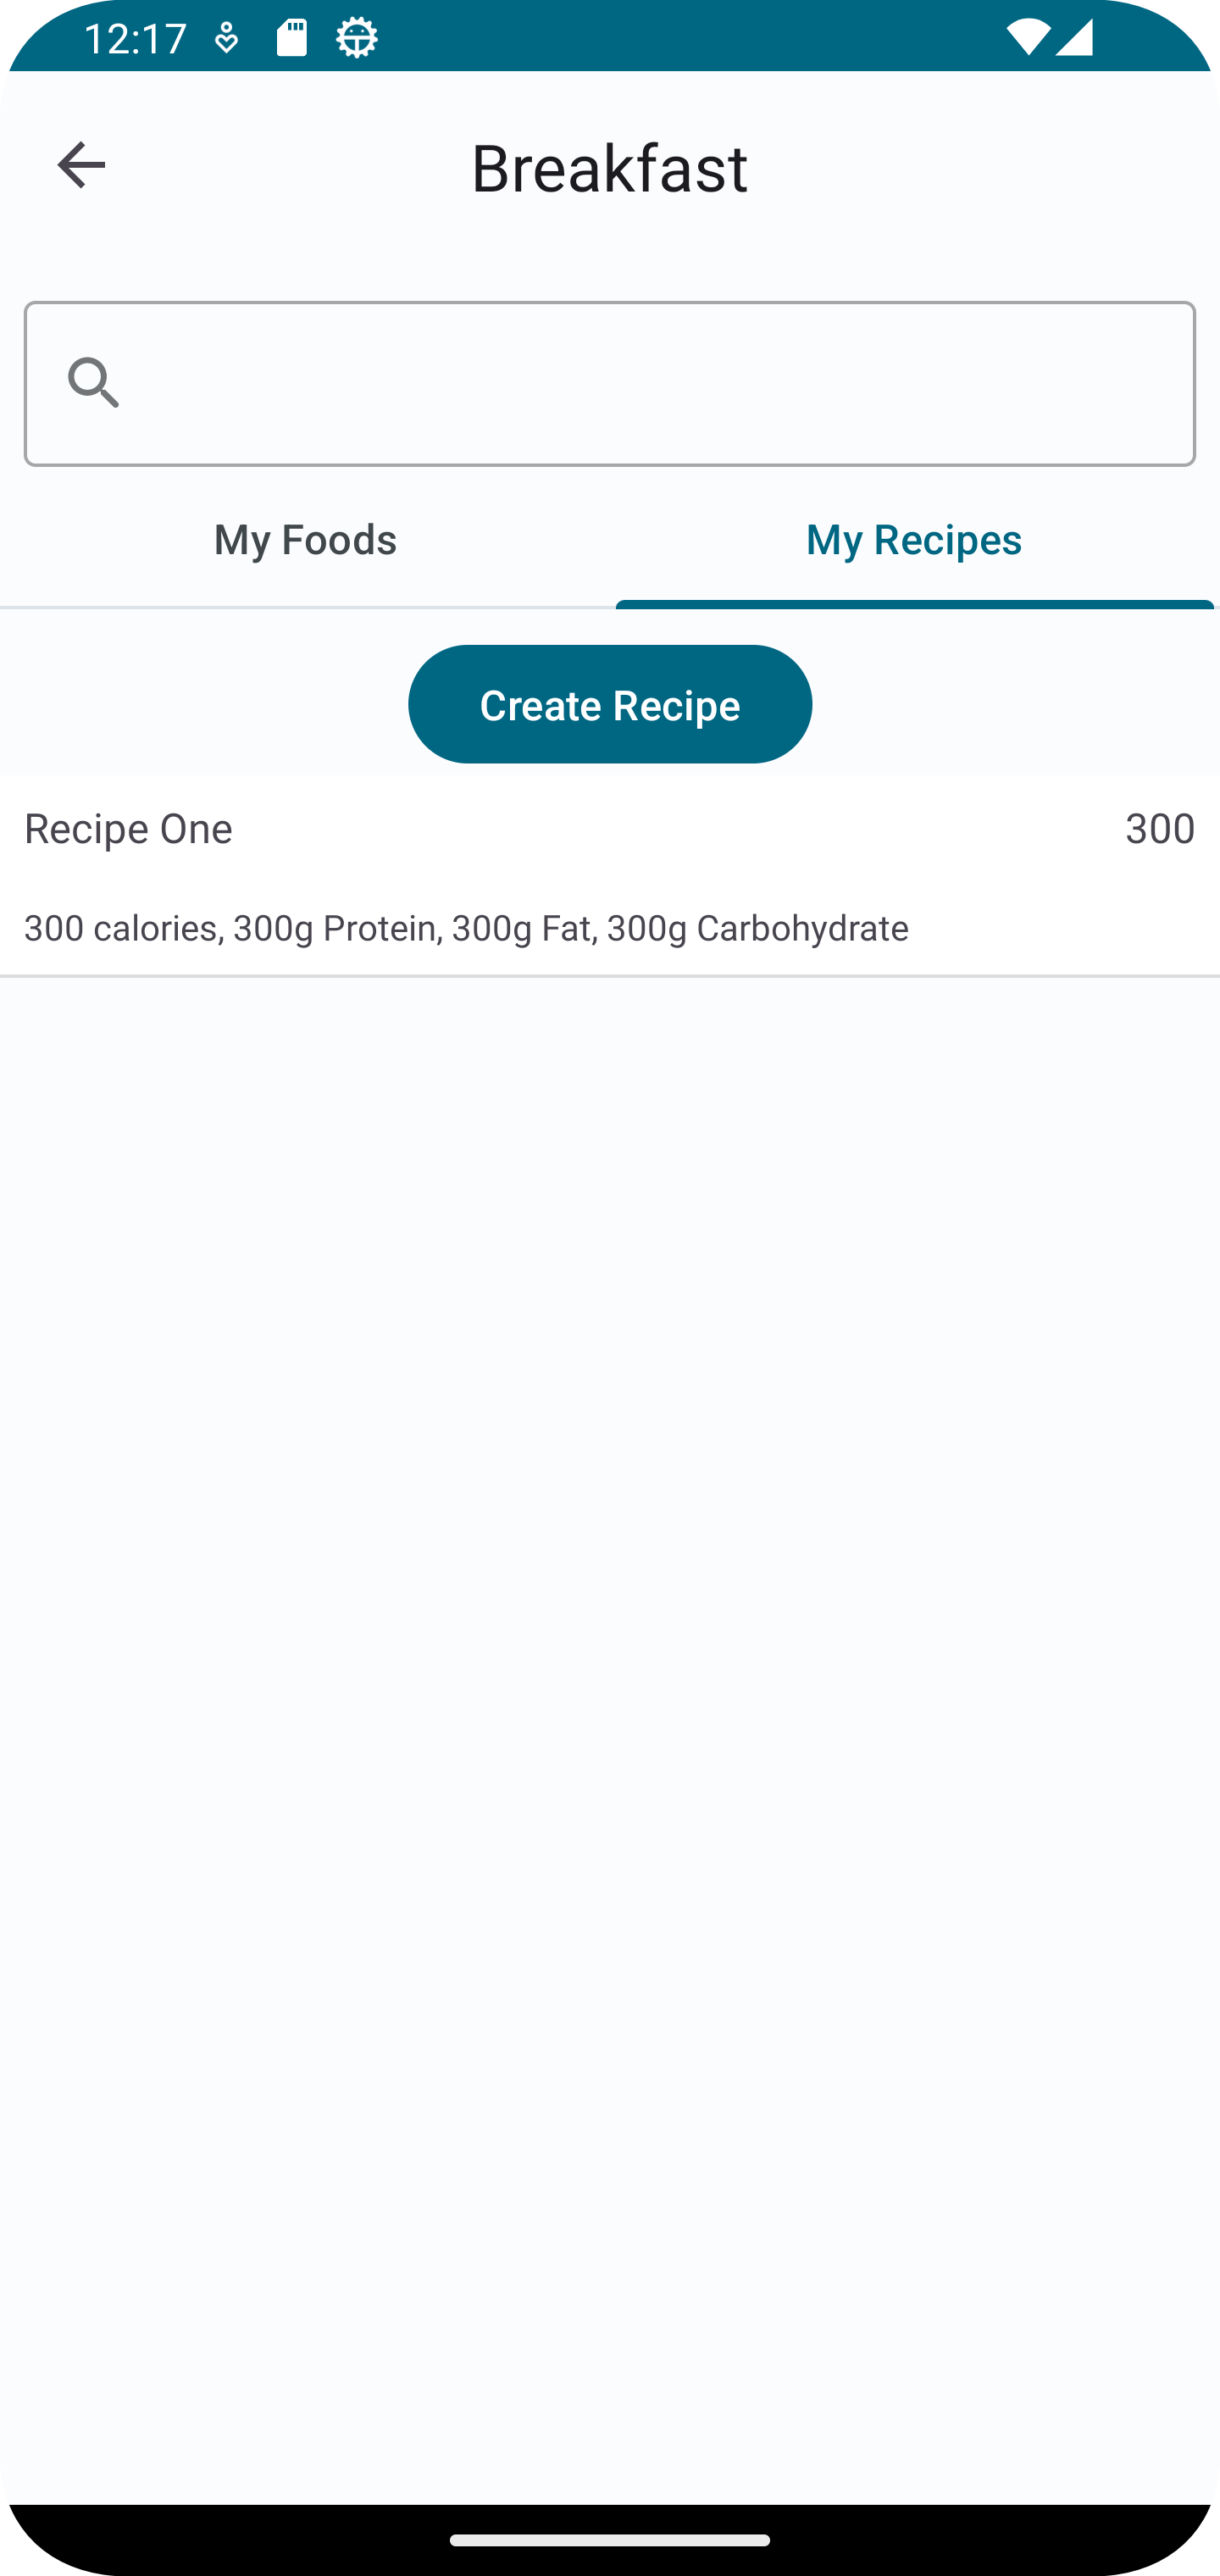 12:17
Breakfast
My Foods My Recipes
Create Recipe
Recipe One 300
300 calories, 300g Protein, 300g Fat, 300g Carbohydrate